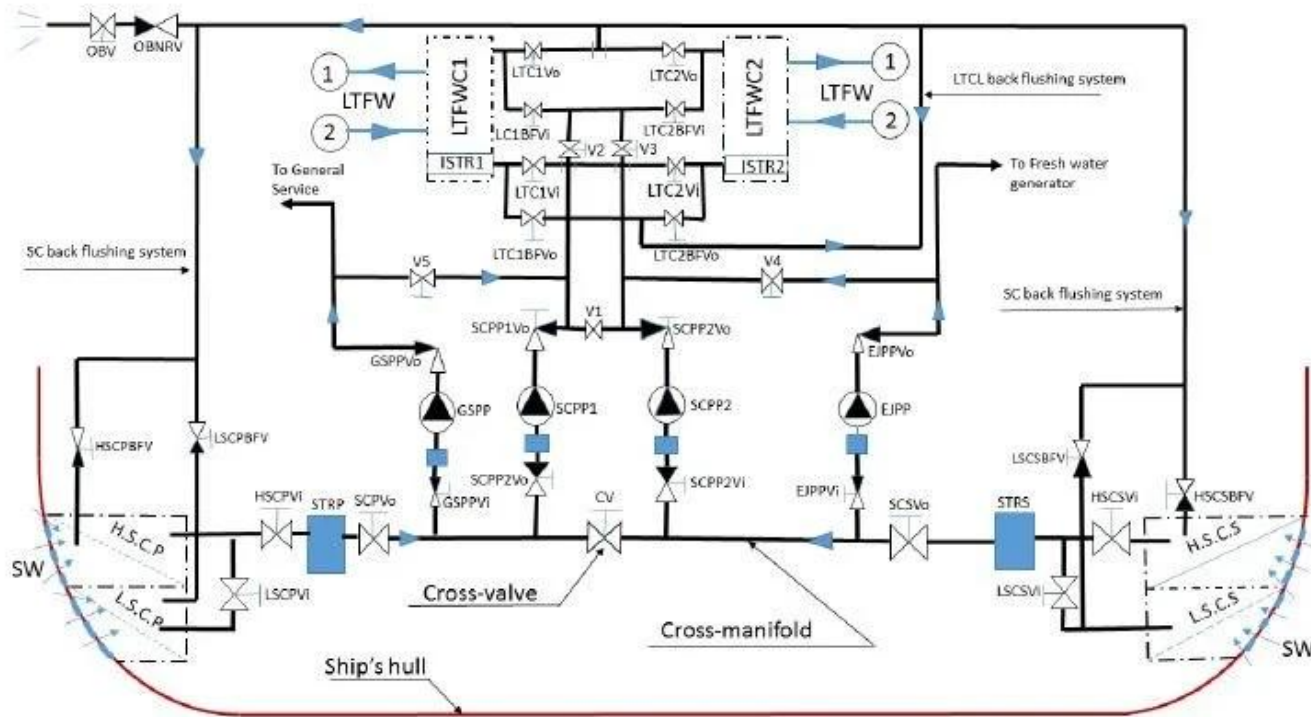 OBV
OBNRV
1
LTFW
2
LTFWC1
ISTR1
LTC1Vo
LTC2Vo
LC1BFVi
LTC2BFVi
V2
V3
LTC1Vi
LTC2Vi
LTC1BFVo
LTC2BFVo
LTFWC2
ISTR2
1
LTFW
2
LTCL back flushing system
To General
Service
To Fresh water
generator
SC back flushing system
SC back flushing system
V5
V4
V1
SCPP1Vo
SCPP2Vo
GSPPVo
EJPPVo
GSPP
SCPP1
SCPP2
EJPP
HSCPBFV
LSCPBFV
LSCSBFV
HSCSBFV
SCPP2Vo
SCPP2Vi
GSPPVi
EJPPVi
HSCPVi
STRP
SCPVo
CV
SCSVo
STRS
HSCSVi
H.S.C.P
L.S.C.P
H.S.C.S
L.S.C.S
SW
SW
LSCPVi
LSCSVi
Cross-valve
Cross-manifold
Ship's hull